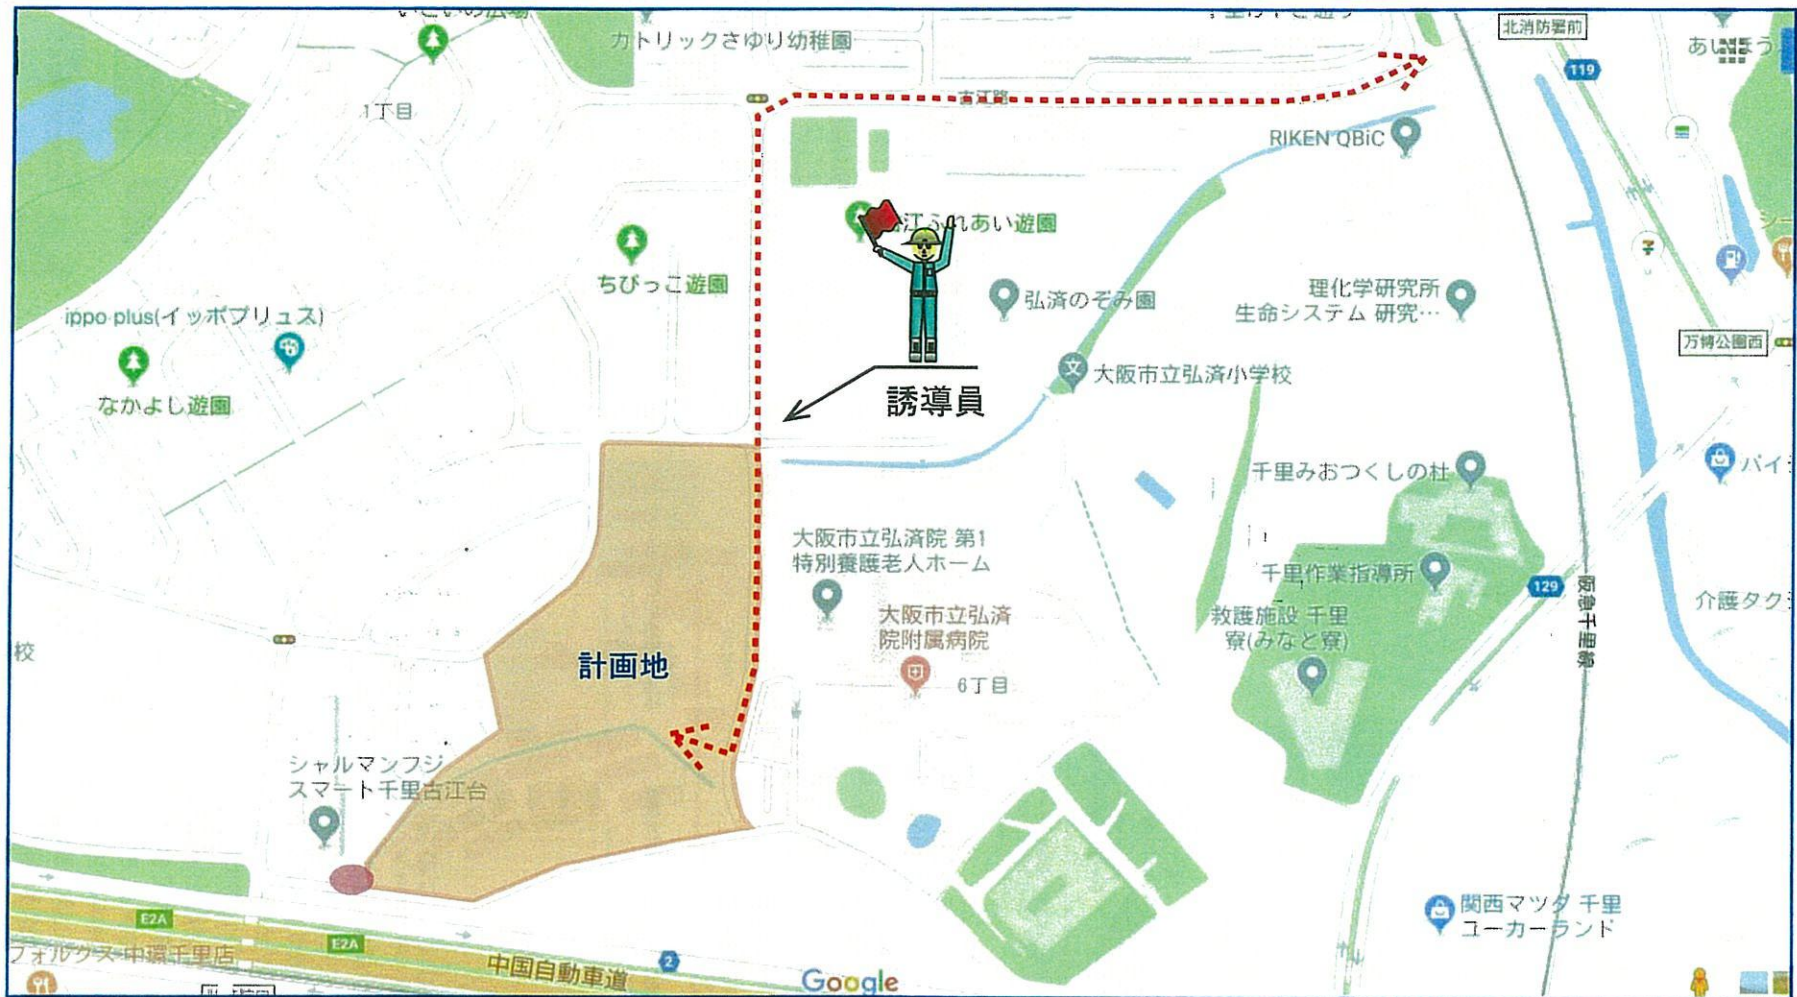 カトリックさゆり幼稚園
北消防署前
119
1丁目
古江路
RIKEN QBiC
江ふれあい遊園
ちびっこ遊園
弘済のぞみ園
理化学研究所
生命システム 研究…
ippo plus(イッポプリュス)
万博公園西
なかよし遊園
誘導員
文
大阪市立弘済小学校
千里みおつくしの杜
パイ
大阪市立弘済院 第1
特別養護老人ホーム
千里作業指導所
129
阪急千里線
介護タク
大阪市立弘済
院附属病院
救護施設 千里
寮(みなと寮)
校
計画地
6丁目
シャルマンフジ
スマート千里古江台
関西マツダ 千里
ユーカーランド
E2A
E2A
フォルクス 中環千里店
中国自動車道
2
Google